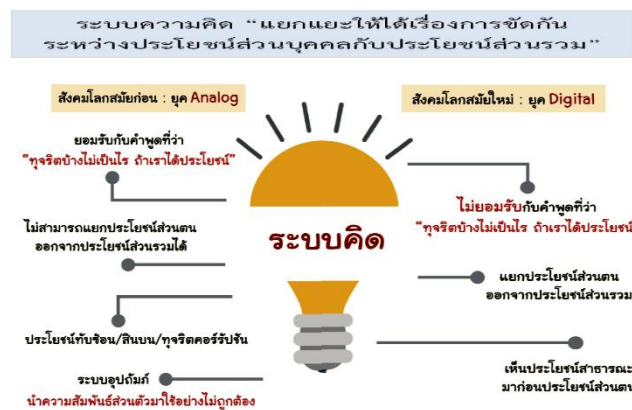 ระบบความคิด “แยกแยะให้ได้เรื่องการขัดกัน
ระหว่างประโยชน์ส่วนบุคคลกับประโยชน์ส่วนรวม”
สังคมโลกสมัยก่อน : ยุค Analog
ยอมรับกับคำพูดที่ว่า
“ทุจริตบ้างไม่เป็นไร ถ้าเราได้ประโยชน์”
ไม่สามารถแยกประโยชน์ส่วนตน
ออกจากประโยชน์ส่วนรวมได้
ประโยชน์ทับซ้อน/สินบน/ทุจริตคอร์รัปชัน
ระบบอุปถัมภ์
นำความสัมพันธ์ส่วนตัวมาใช้อย่างไม่ถูกต้อง
ระบบคิด
สังคมโลกสมัยใหม่ : ยุค Digital
ไม่ยอมรับกับคำพูดที่ว่า
“ทุจริตบ้างไม่เป็นไร ถ้าเราได้ประโยชน์
แยกประโยชน์ส่วนตน
ออกจากประโยชน์ส่วนรวม
เห็นประโยชน์สาธารณะ
มาก่อนประโยชน์ส่วนตน